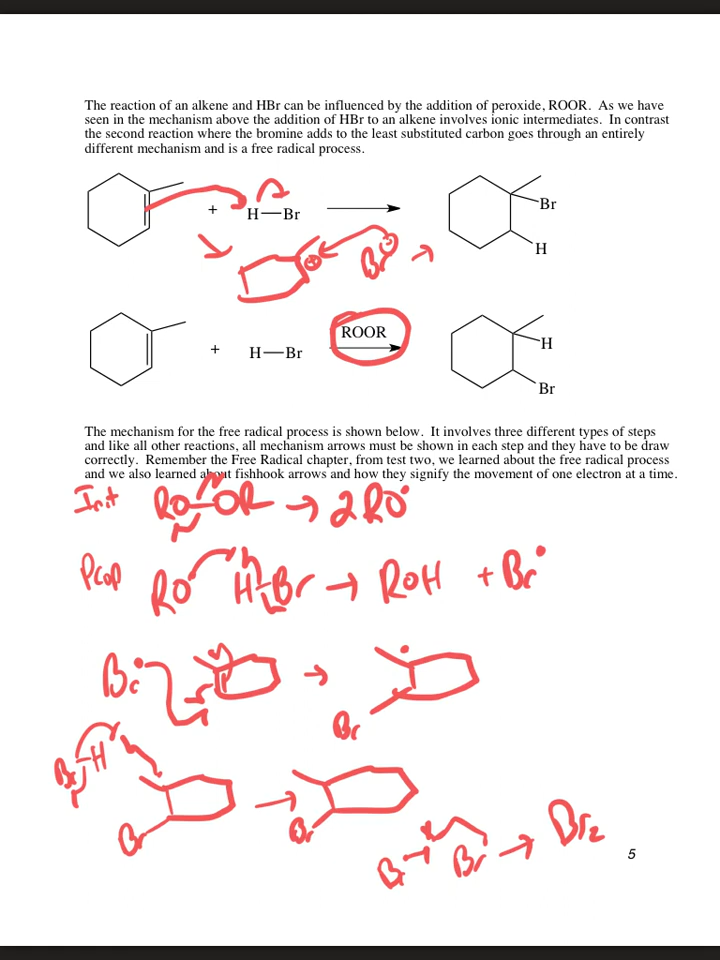 The reaction of an alkene and HBr can be influenced by the addition of peroxide, ROOR. As we have
seen in the mechanism above the addition of HBr to an alkene involves ionic intermediates. In contrast
the second reaction where the bromine adds to the least substituted carbon goes through an entirely
different mechanism and is a free radical process.
+ H—Br Br
H
⊕ Br
+ H—Br ROOR H
Br
The mechanism for the free radical process is shown below. It involves three different types of steps
and like all other reactions, all mechanism arrows must be shown in each step and they have to be draw
correctly. Remember the Free Radical chapter, from test two, we learned about the free radical process
and we also learned about fishhook arrows and how they signify the movement of one electron at a time.
Init RO–OR → 2RO•
Prop RO H–Br → ROH + Br•
Br• →
Br
Br–H
Br → Br
Br• Br → Br₂
5